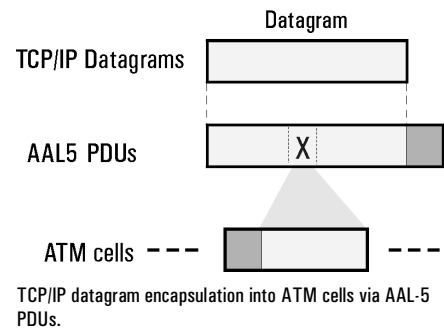 Datagram
TCP/IP Datagrams
AAL5 PDUs
X
ATM cells
TCP/IP datagram encapsulation into ATM cells via AAL-5
PDUs.